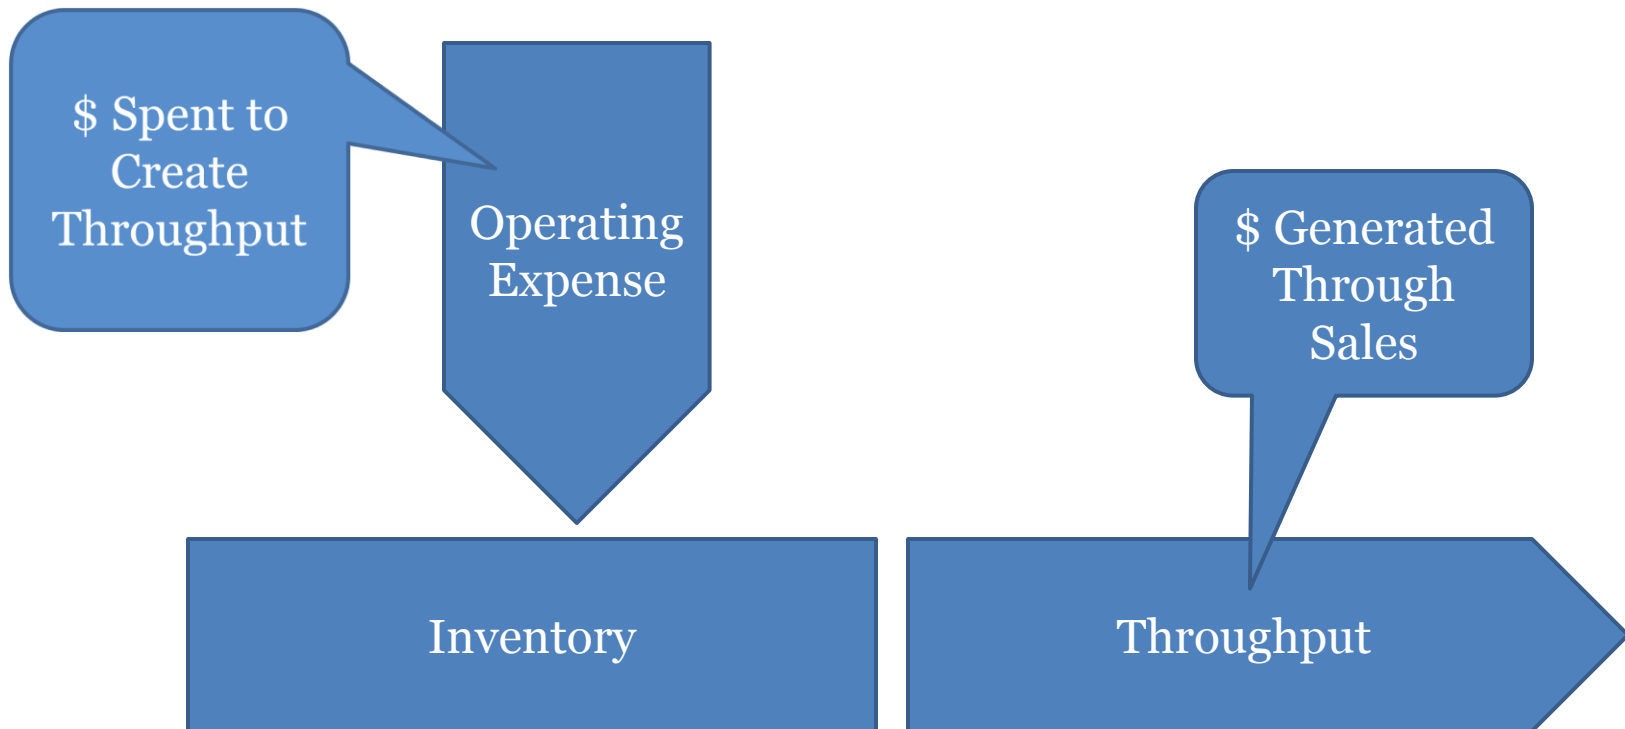 $ Spent to
Create
Throughput
Operating
Expense
$ Generated
Through
Sales
Inventory
Throughput